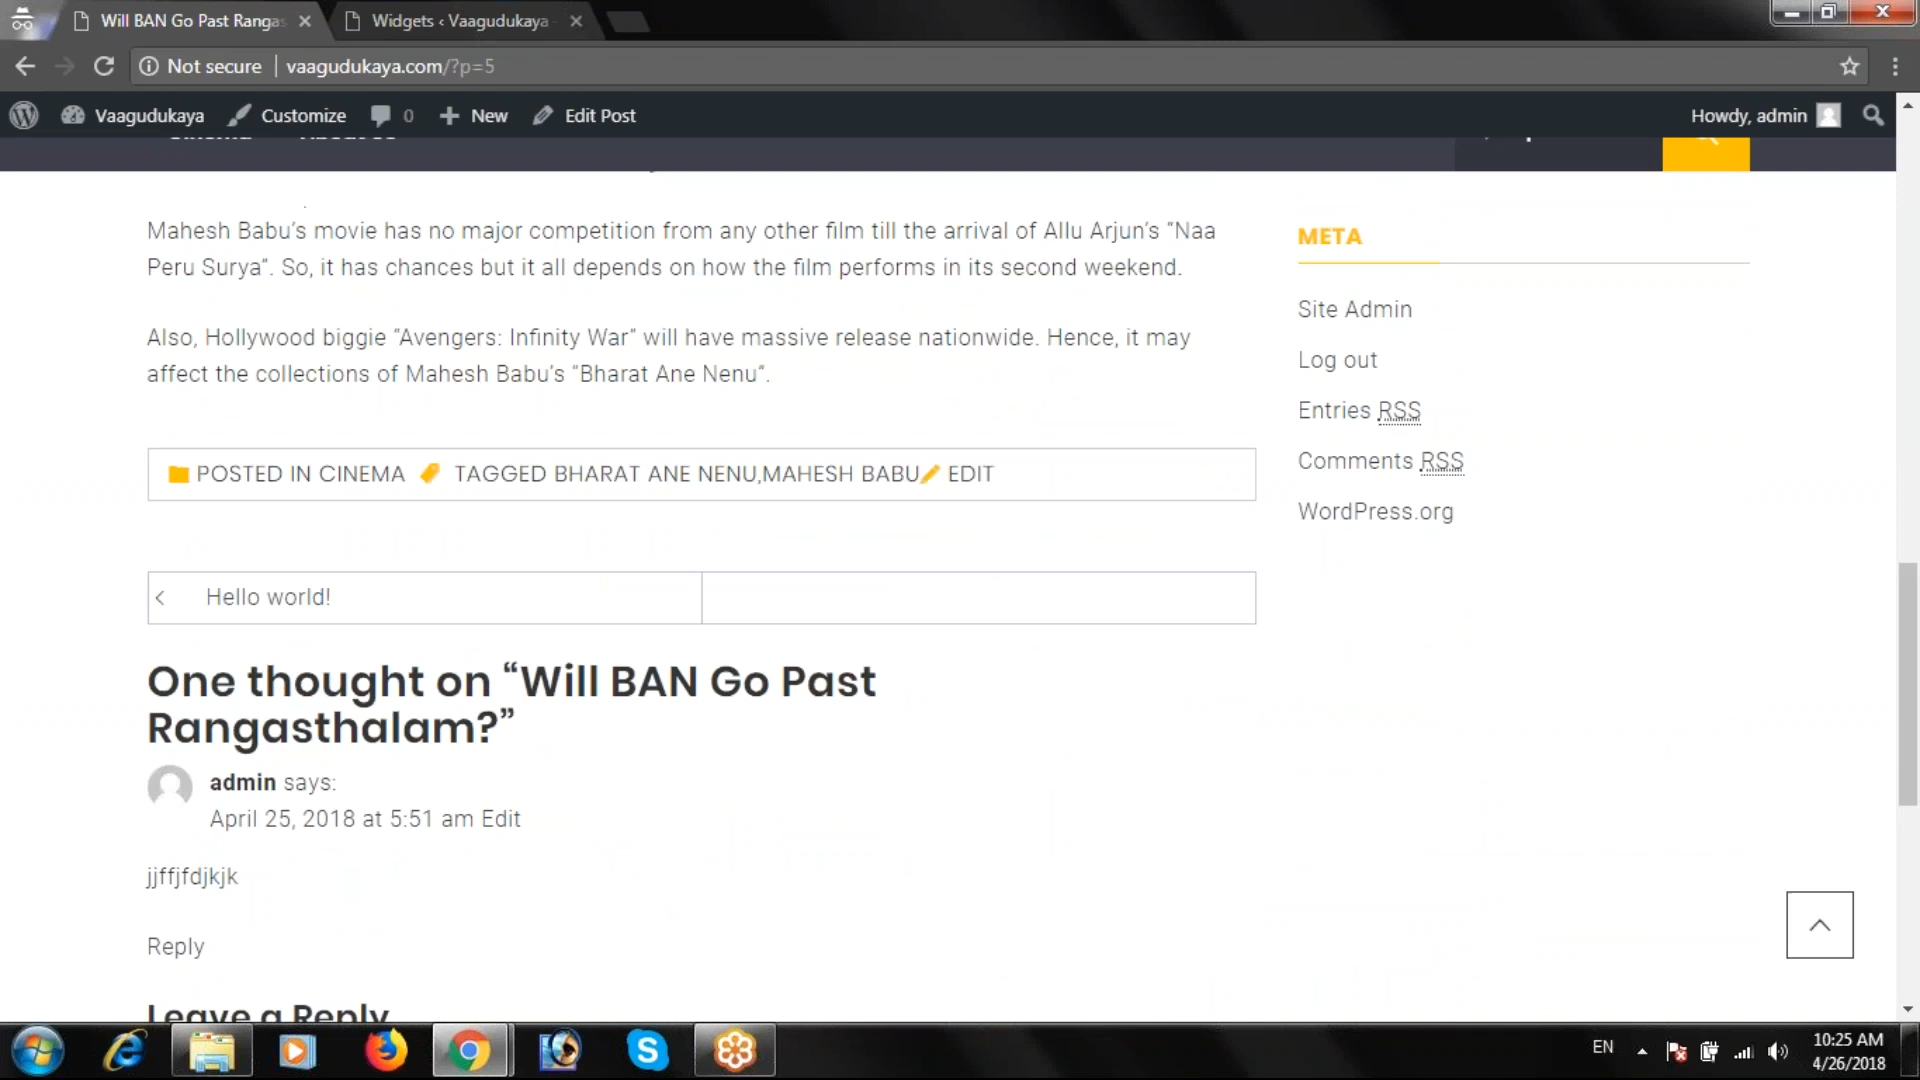 Will BAN Go Past Rangas
Widgets ‹ Vaagudukaya
Not secure | vaagudukaya.com/?p=5
Vaagudukaya Customize 0 New Edit Post Howdy, admin
Mahesh Babu’s movie has no major competition from any other film till the arrival of Allu Arjun’s “Naa
Peru Surya”. So, it has chances but it all depends on how the film performs in its second weekend.
Also, Hollywood biggie “Avengers: Infinity War” will have massive release nationwide. Hence, it may
affect the collections of Mahesh Babu’s “Bharat Ane Nenu”.
POSTED IN CINEMA TAGGED BHARAT ANE NENU,MAHESH BABU EDIT
Hello world!
One thought on “Will BAN Go Past
Rangasthalam?”
admin says:
April 25, 2018 at 5:51 am Edit
jjffjfdjkjk
Reply
Leave a Reply
META
Site Admin
Log out
Entries RSS
Comments RSS
WordPress.org
EN
10:25 AM
4/26/2018